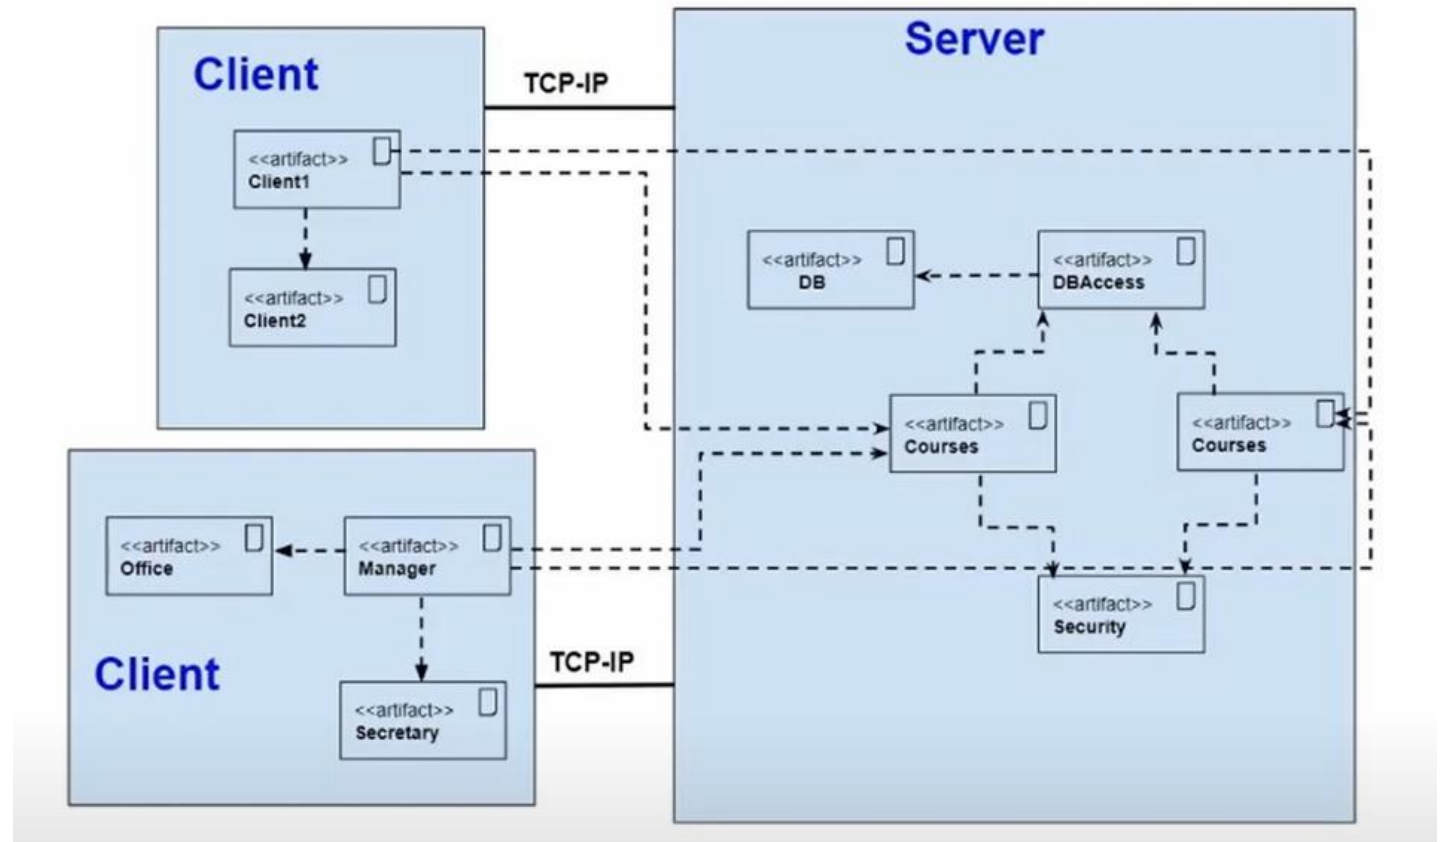 Client
<<artifact>>
Client1
<<artifact>>
Client2
TCP-IP
Server
<<artifact>>
DB
<<artifact>>
DBAccess
<<artifact>>
Courses
<<artifact>>
Courses
<<artifact>>
Security
<<artifact>>
Office
<<artifact>>
Manager
Client
<<artifact>>
Secretary
TCP-IP